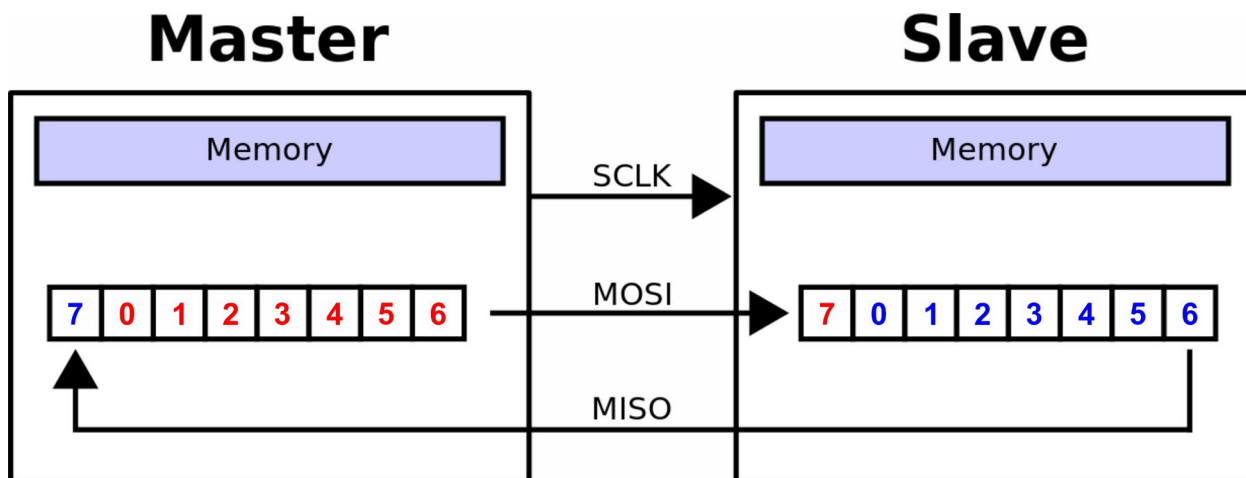 Master Slave
Memory Memory
SCLK
7 0 1 2 3 4 5 6 MOSI 7 0 1 2 3 4 5 6
MISO